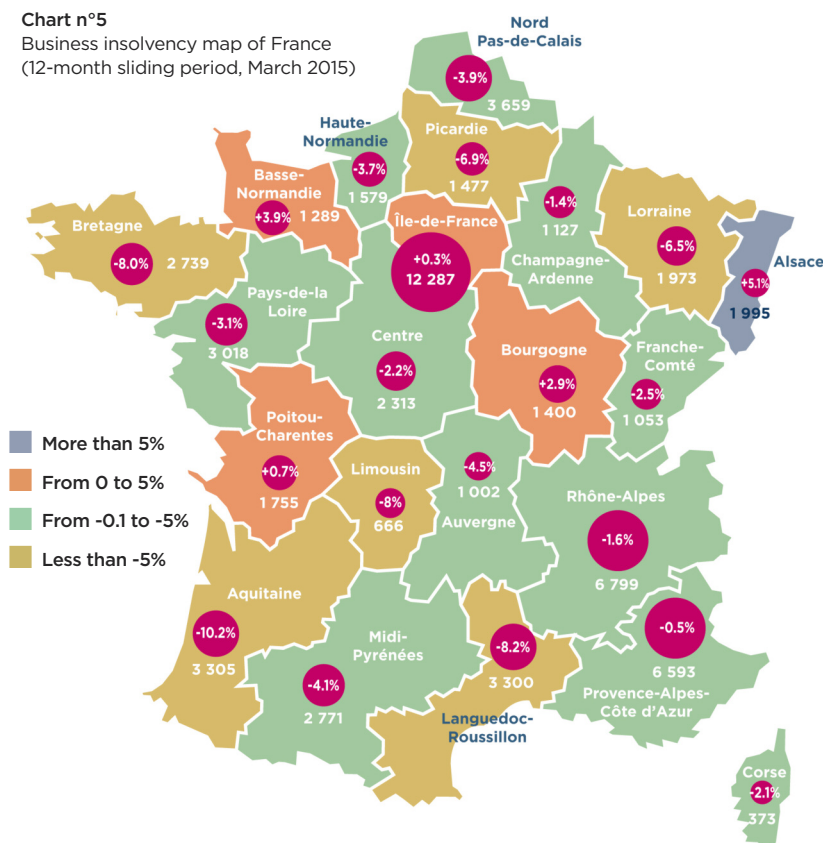 Chart n°5
Business insolvency map of France
(12-month sliding period, March 2015)
Nord
Pas-de-Calais
-3.9%
3 659
Haute-
Normandie
-3.7%
1 579
Picardie
-6.9%
1 477
Basse-
Normandie
+3.9%
1 289
Île-de-France
+0.3%
12 287
-1.4%
1 127
Champagne-
Ardenne
Lorraine
-6.5%
1 973
Alsace
+5.1%
1 995
Bretagne
-8.0%
2 739
Pays-de-la
Loire
-3.1%
3 018
Centre
-2.2%
2 313
Bourgogne
+2.9%
1 400
Franche-
Comté
-2.5%
1 053
Poitou-
Charentes
+0.7%
1 755
Limousin
-8%
666
-4.5%
1 002
Auvergne
Rhône-Alpes
-1.6%
6 799
More than 5%
From 0 to 5%
From -0.1 to -5%
Less than -5%
Aquitaine
-10.2%
3 305
Midi-
Pyrénées
-4.1%
2 771
-8.2%
3 300
Languedoc-
Roussillon
-0.5%
6 593
Provence-Alpes-
Côte d'Azur
Corse
-2.1%
373